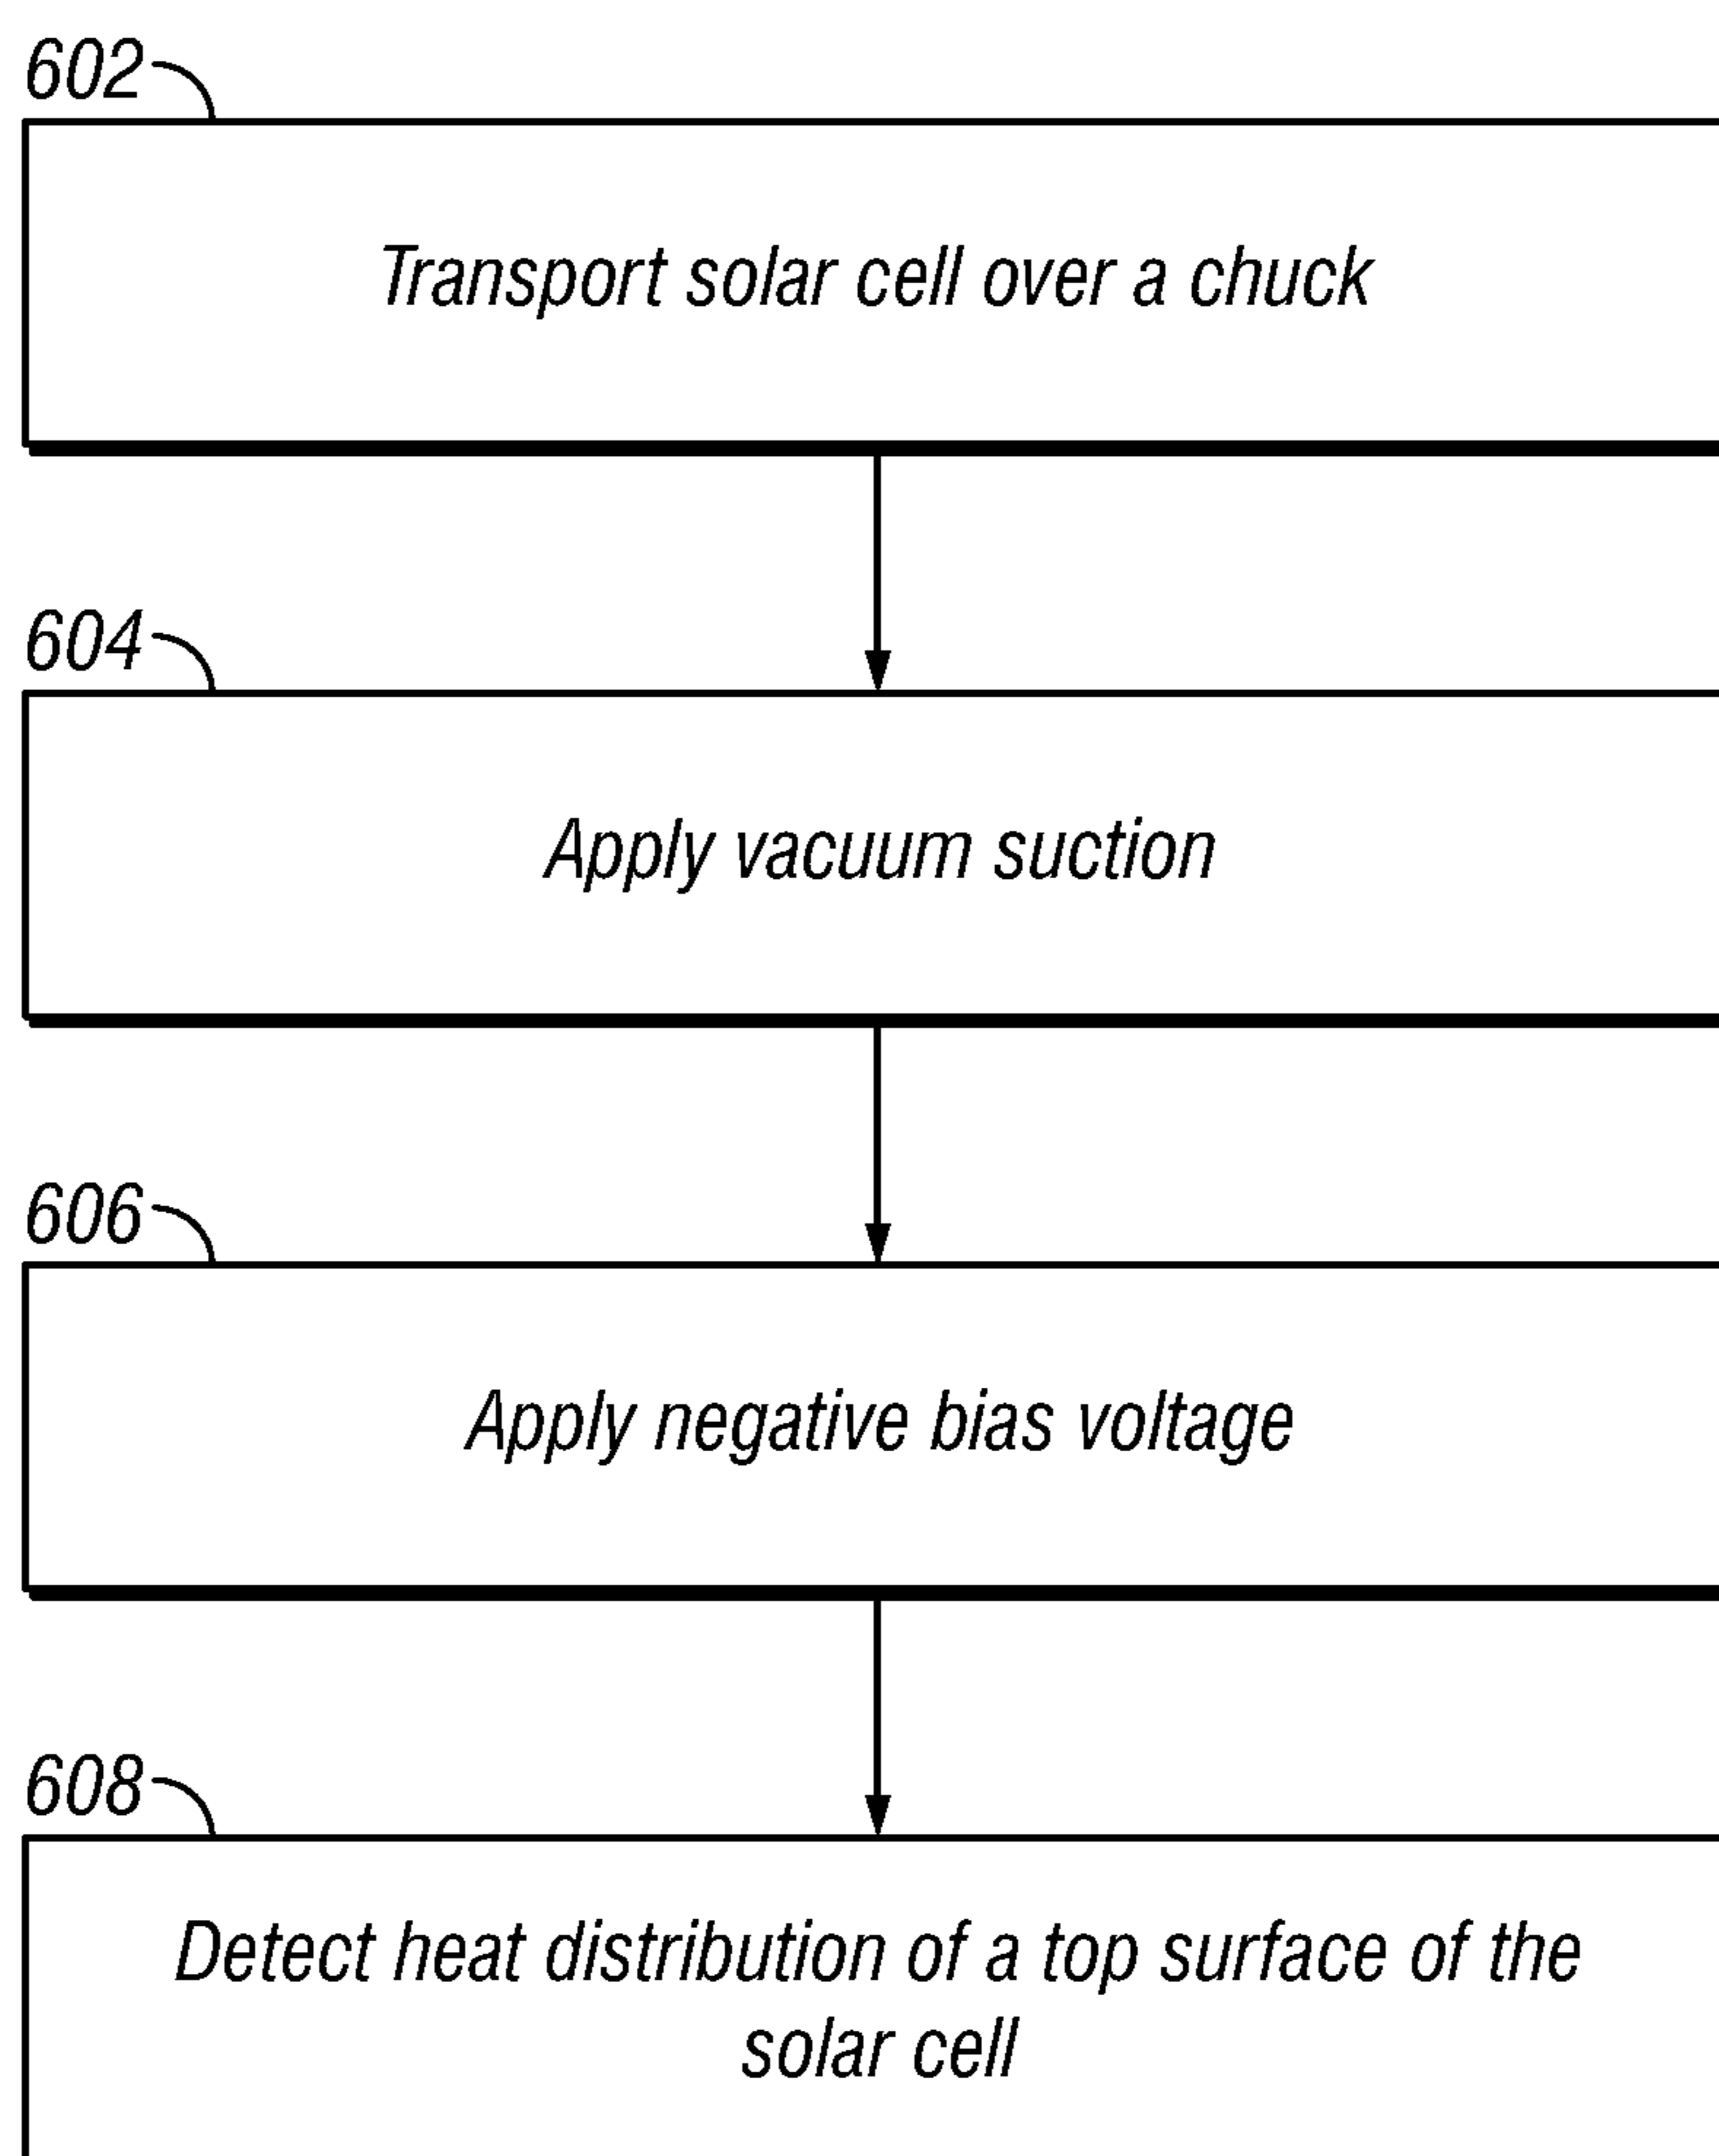 602
Transport solar cell over a chuck
604
Apply vacuum suction
606
Apply negative bias voltage
608
Detect heat distribution of a top surface of the
solar cell